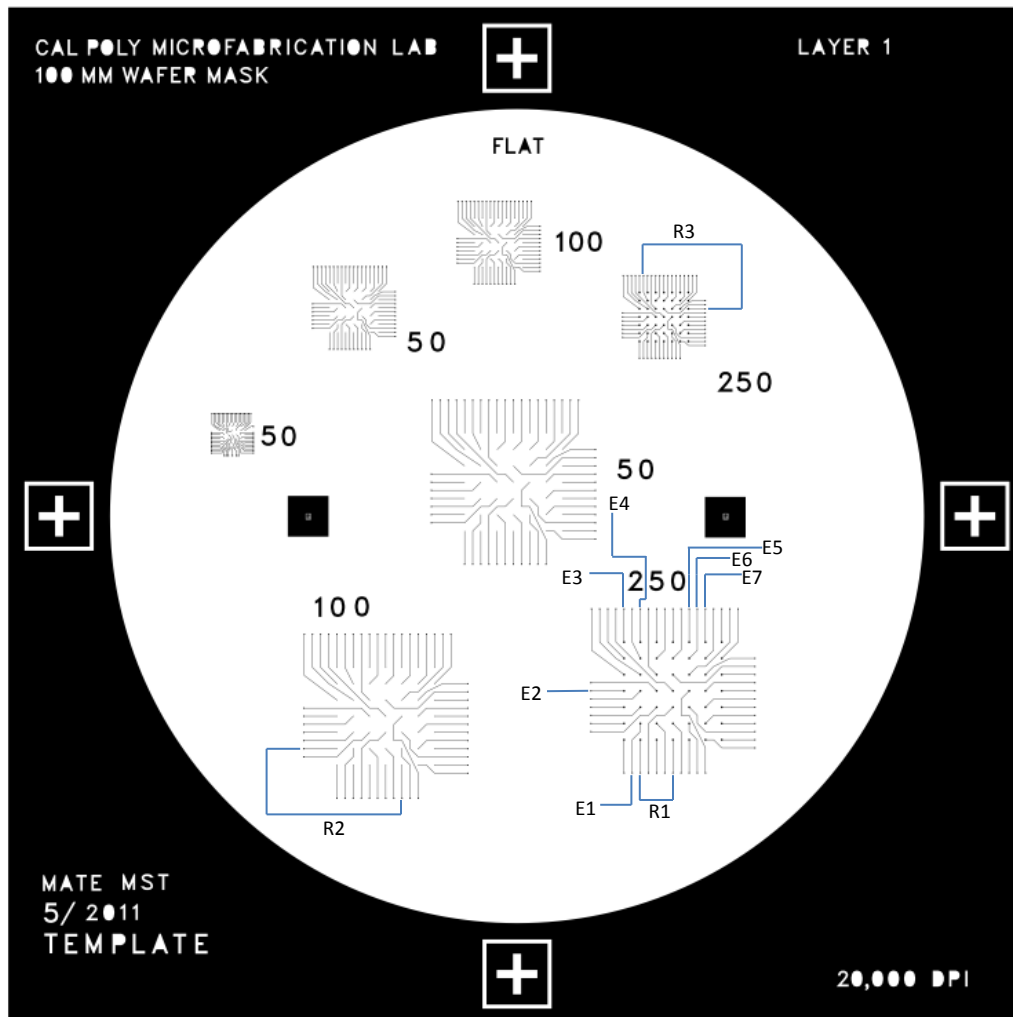 CAL POLY MICROFABRICATION LAB
100 MM WAFER MASK
LAYER 1
FLAT
100
R3
50
250
50
50
E4
E5
E6
E7
E3
250
100
E2
E1
R1
R2
MATE MST
5/ 2011
TEMPLATE
20,000 DPI